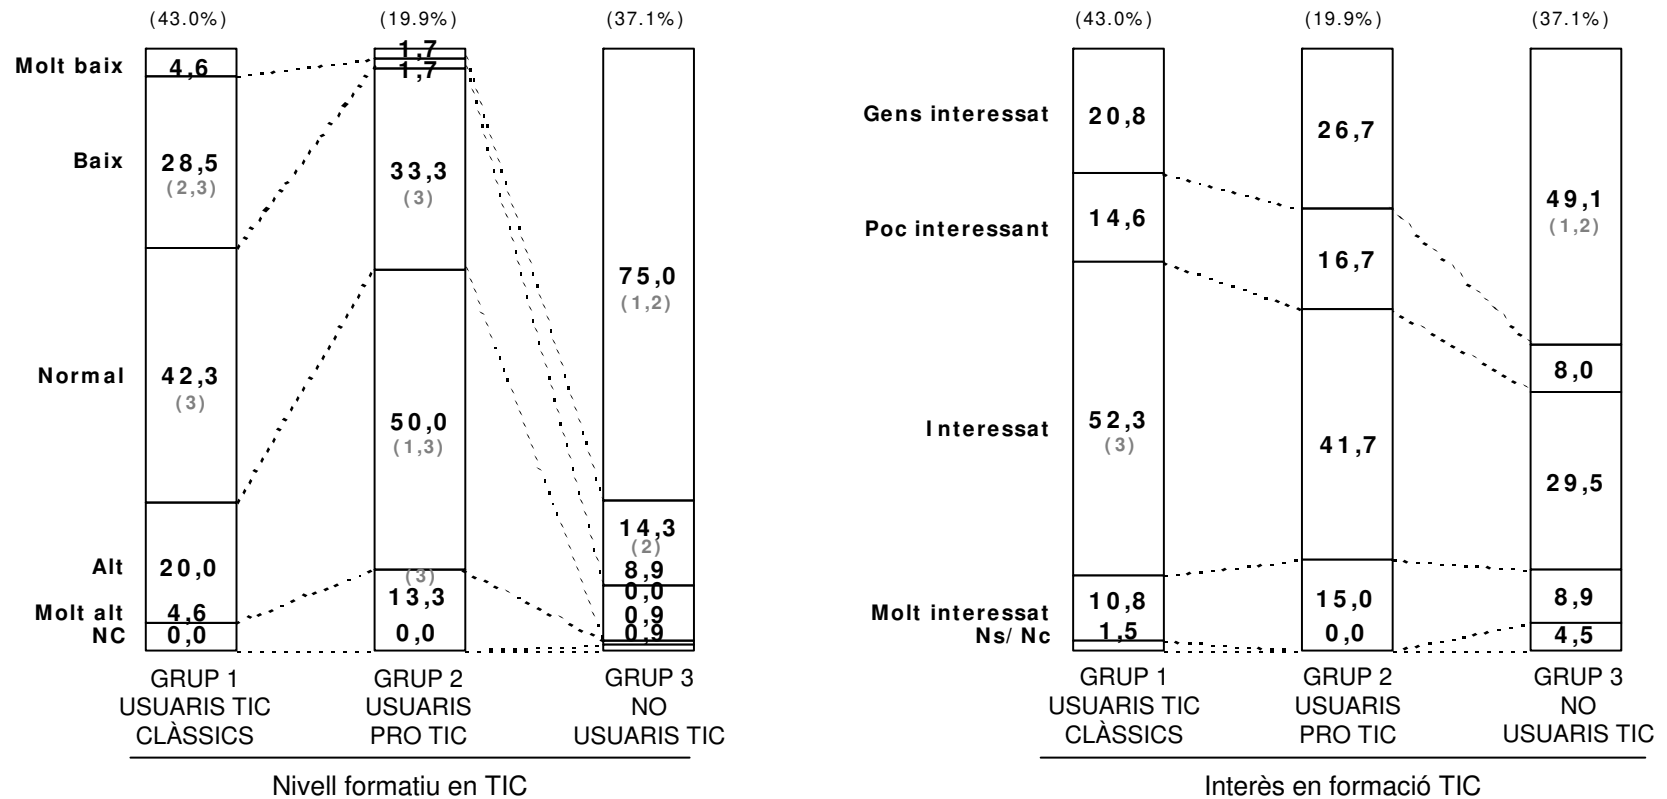 (43.0%) (19.9%) (37.1%)
Molt baix 4,6 1,7
1,7
Baix 28,5 33,3
(2,3) (3)
75,0
(1,2)
Normal 42,3
(3)
50,0
(1,3)
14,3
(2)
Alt 20,0 8,9
(3) 0,0
13,3
Molt alt 4,6 0,9
NC 0,0 0,0 0,9
GRUP 1 GRUP 2 GRUP 3
USUARIS TIC USUARIS NO
CLÀSSICS PRO TIC USUARIS TIC
Nivell formatiu en TIC
(43.0%) (19.9%) (37.1%)
Gens interessat 20,8 26,7
49,1
(1,2)
Poc interessant 14,6
16,7
8,0
Interessat 52,3
(3) 41,7
29,5
Molt interessat 10,8 15,0 8,9
Ns/ Nc 1,5 0,0 4,5
GRUP 1 GRUP 2 GRUP 3
USUARIS TIC USUARIS NO
CLÀSSICS PRO TIC USUARIS TIC
Interès en formació TIC